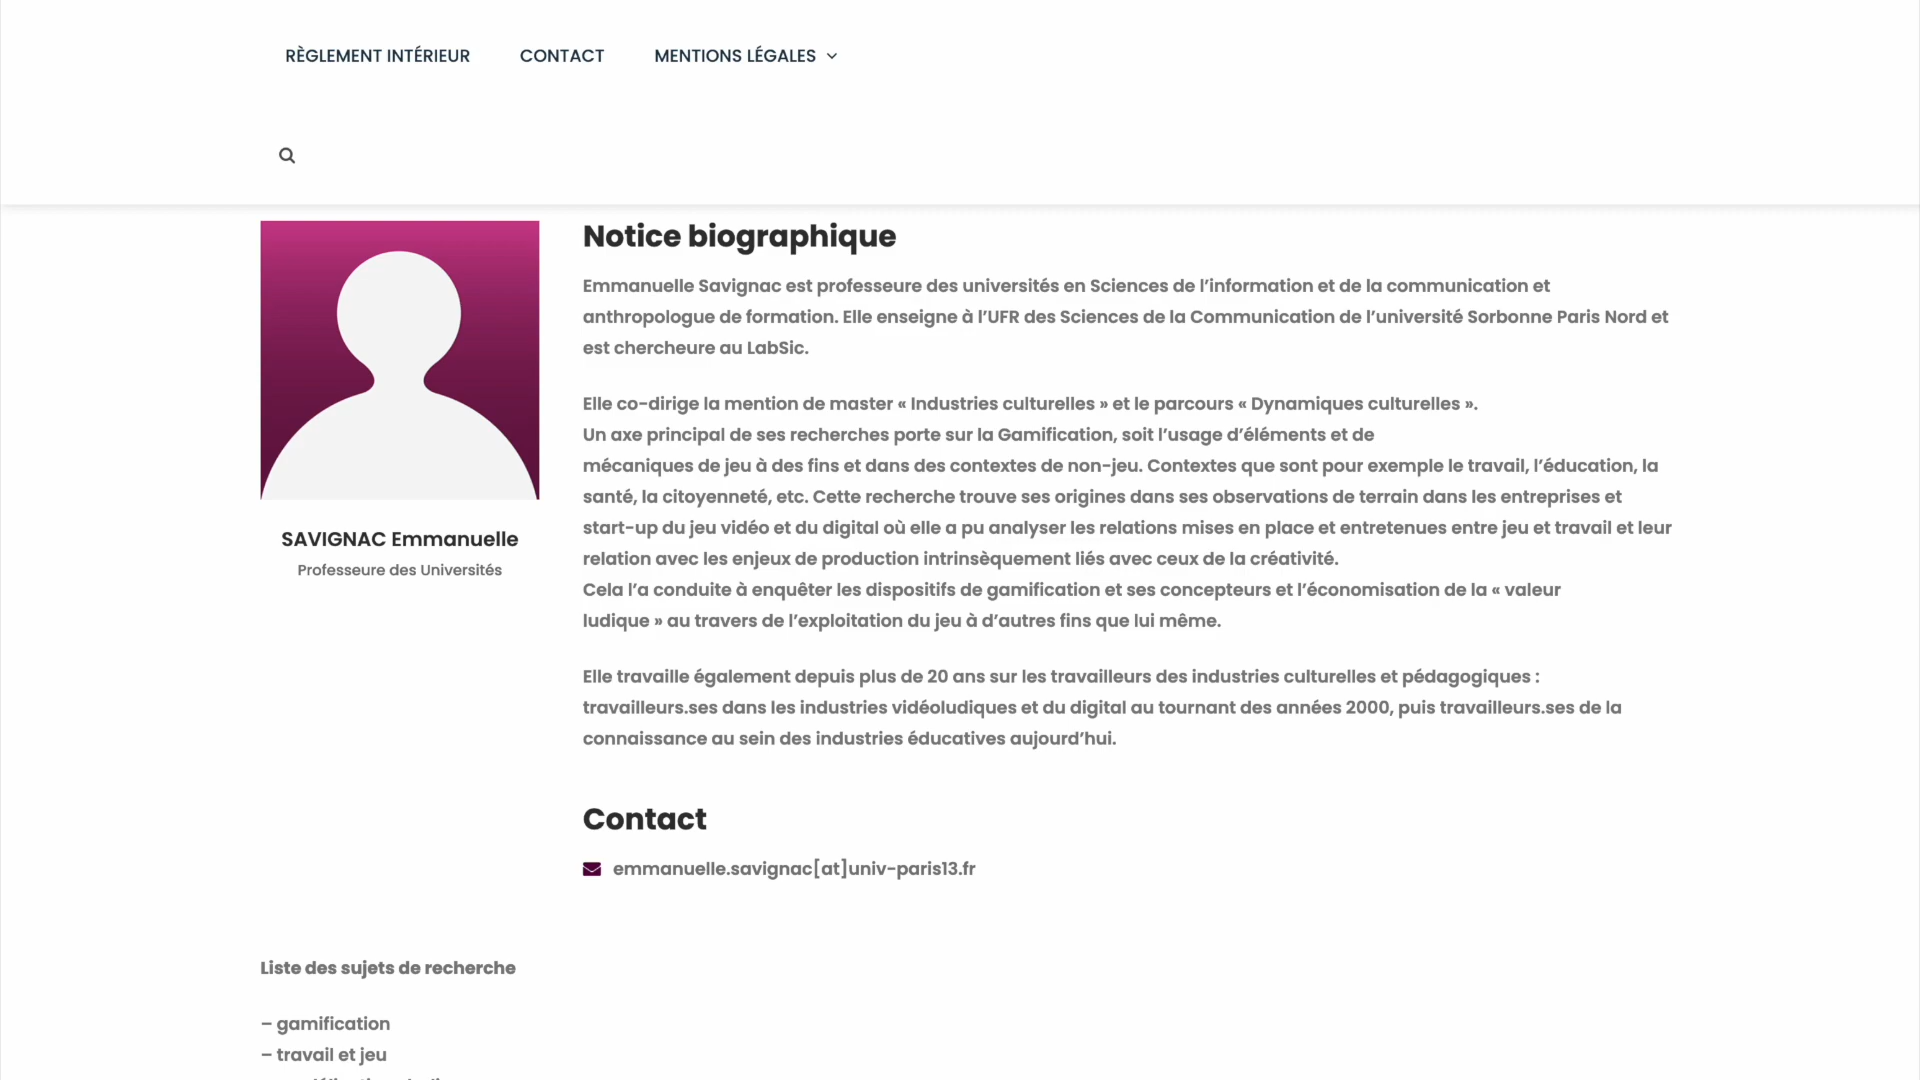 RÈGLEMENT INTÉRIEUR
CONTACT
MENTIONS LÉGALES
SAVIGNAC Emmanuelle
Professeure des Universités
Notice biographique
Emmanuelle Savignac est professeure des universités en Sciences de l’information et de la communication et
anthropologue de formation. Elle enseigne à l’UFR des Sciences de la Communication de l’université Sorbonne Paris Nord et
est chercheure au LabSic.
Elle co-dirige la mention de master « Industries culturelles » et le parcours « Dynamiques culturelles ».
Un axe principal de ses recherches porte sur la Gamification, soit l’usage d’éléments et de
mécaniques de jeu à des fins et dans des contextes de non-jeu. Contextes que sont pour exemple le travail, l’éducation, la
santé, la citoyenneté, etc. Cette recherche trouve ses origines dans ses observations de terrain dans les entreprises et
start-up du jeu vidéo et du digital où elle a pu analyser les relations mises en place et entretenues entre jeu et travail et leur
relation avec les enjeux de production intrinsèquement liés avec ceux de la créativité.
Cela l’a conduite à enquêter les dispositifs de gamification et ses concepteurs et l’économisation de la « valeur
ludique » au travers de l’exploitation du jeu à d’autres fins que lui même.
Elle travaille également depuis plus de 20 ans sur les travailleurs des industries culturelles et pédagogiques :
travailleurs.ses dans les industries vidéoludiques et du digital au tournant des années 2000, puis travailleurs.ses de la
connaissance au sein des industries éducatives aujourd’hui.
Contact
emmanuelle.savignac[at]univ-paris13.fr
Liste des sujets de recherche
– gamification
– travail et jeu